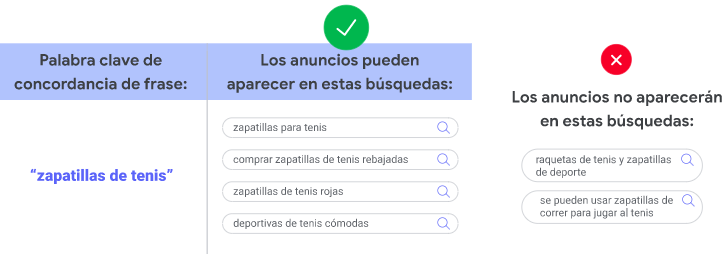 Palabra clave de
concordancia de frase:
Los anuncios pueden
aparecer en estas búsquedas:
“zapatillas de tenis”
zapatillas para tenis
comprar zapatillas de tenis rebajadas
zapatillas de tenis rojas
deportivas de tenis cómodas
Los anuncios no aparecerán
en estas búsquedas:
raquetas de tenis y zapatillas
de deporte
se pueden usar zapatillas de
correr para jugar al tenis